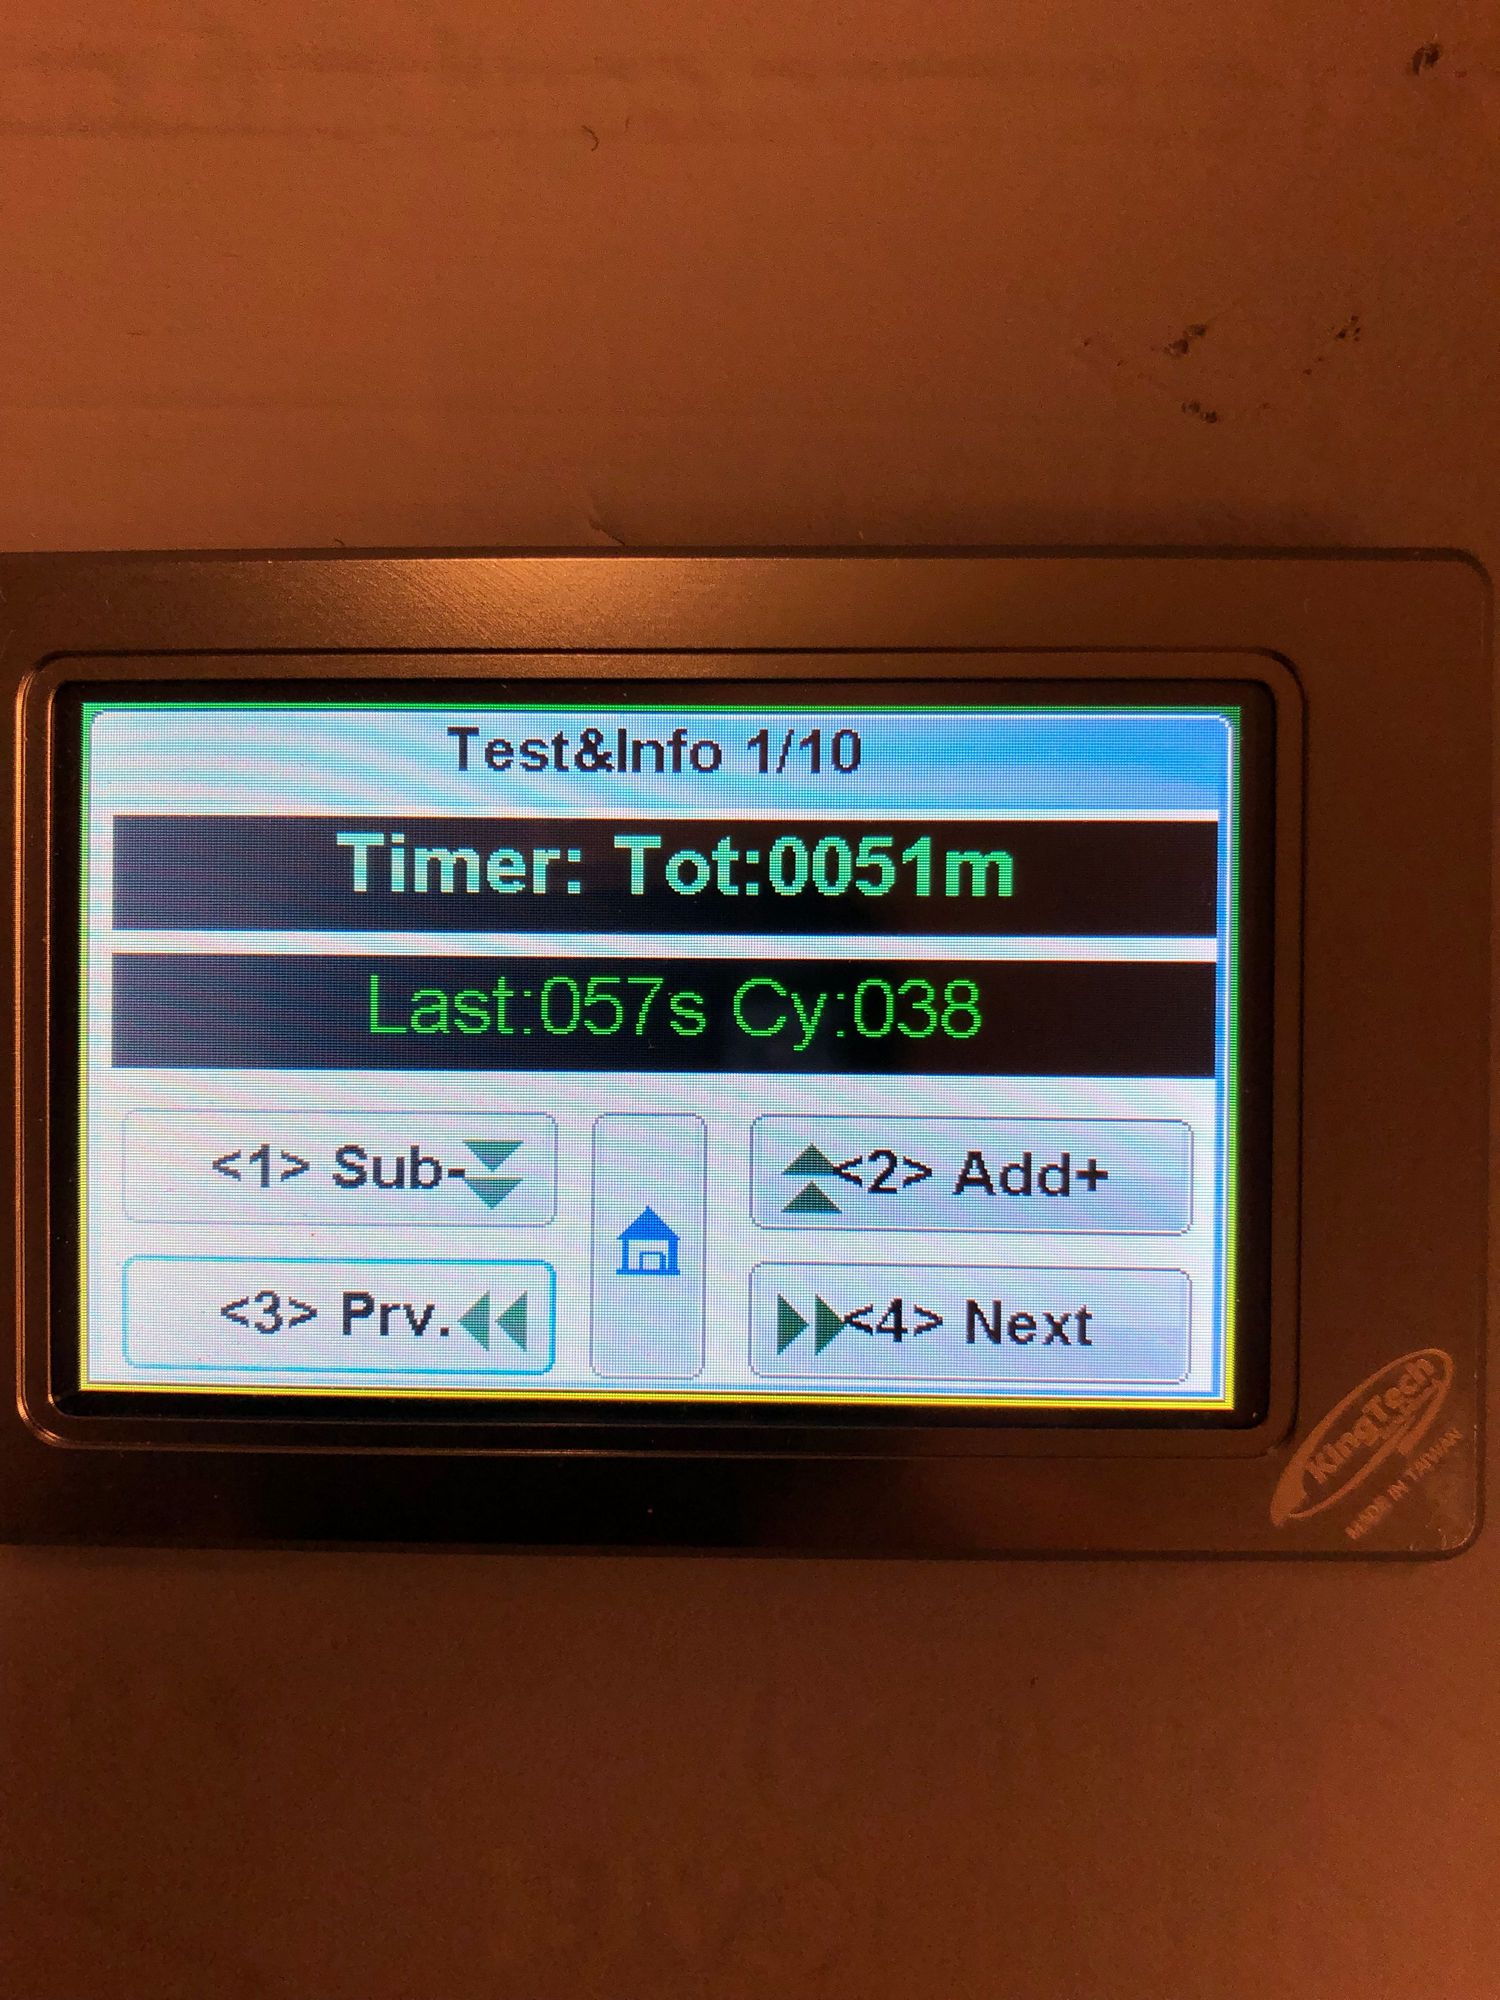 Test&Info 1/10
Timer: Tot:0051m
Last:057s Cy:038
<1> Sub-
<2> Add+
<3> Prv.
<4> Next
KingTech
MADE IN TAIWAN